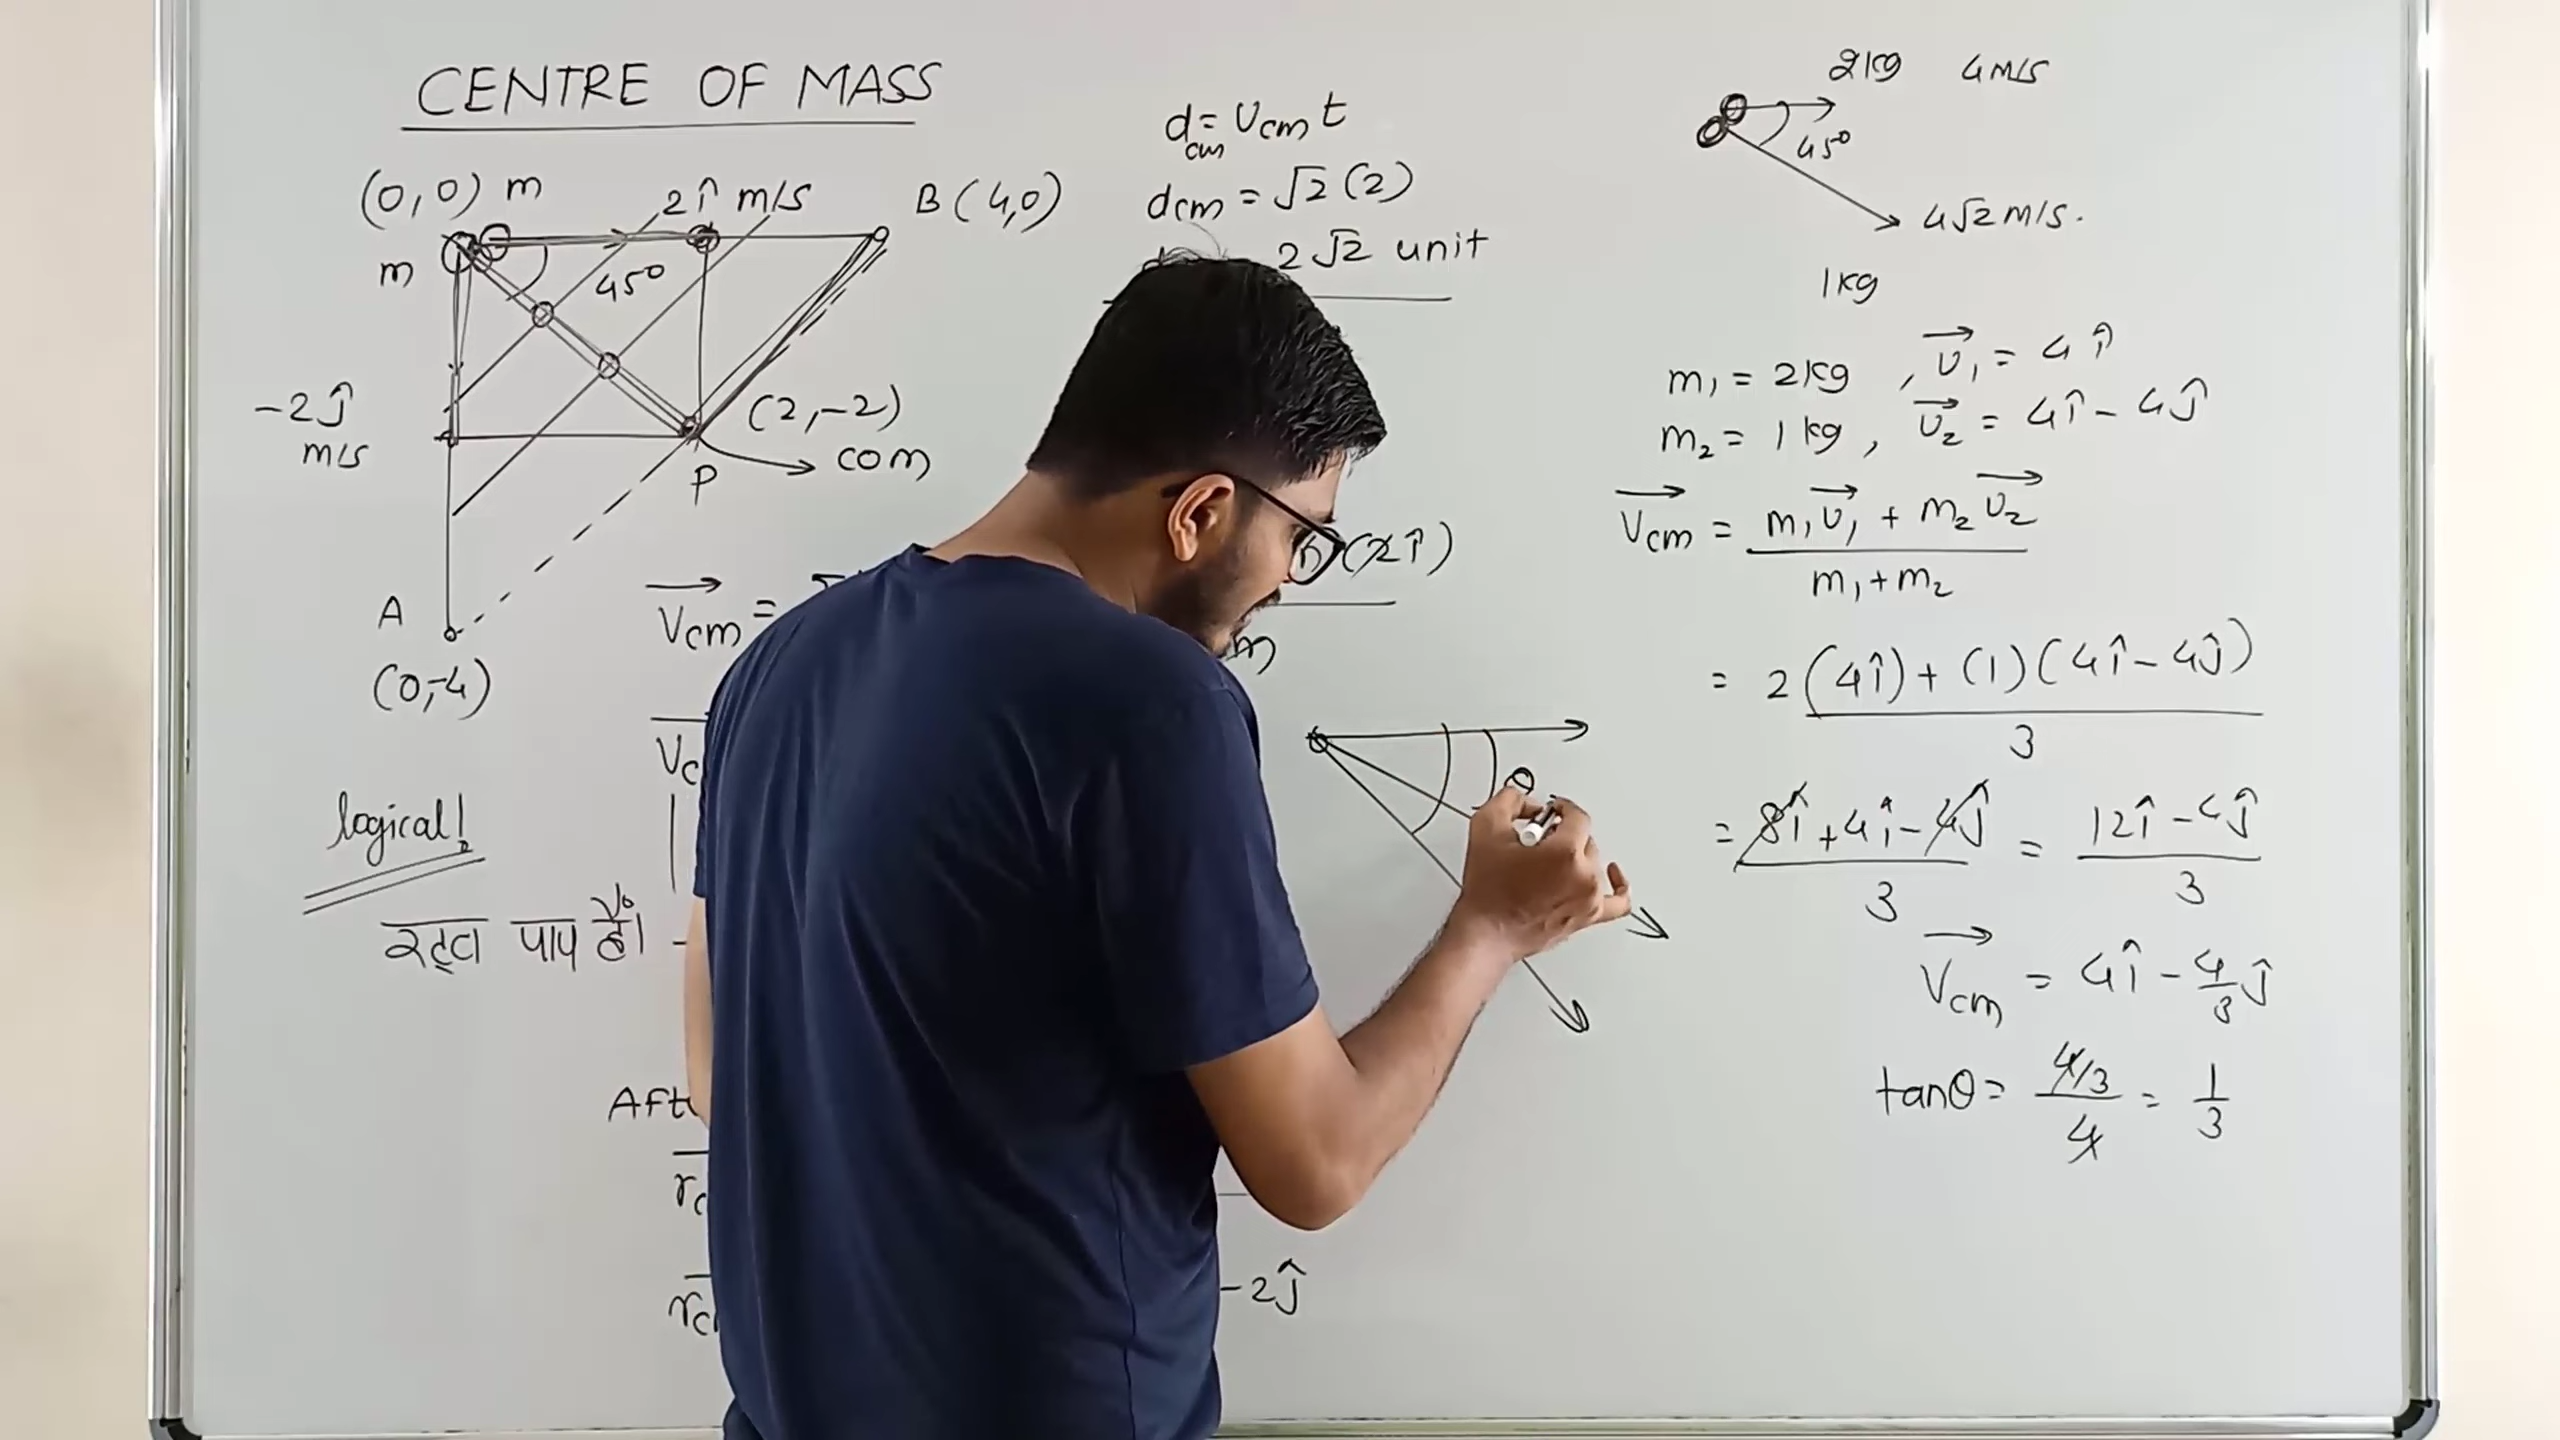 CENTRE OF MASS
(0,0) m
2î m/s
B(4,0)
m
45°
-2ĵ
m/s
(2,-2)
P
com
A
(0,-4)
logical!
रट्टा पाप है।
d_cm = v_cm t
d_cm = √2(2)
2√2 unit
V_cm =
(2î)
m
θ
-2ĵ
2kg 4m/s
45°
4√2 m/s.
1kg
m₁ = 2kg , v₁ = 4î
m₂ = 1kg , v₂ = 4î - 4ĵ
V_cm = m₁v₁ + m₂v₂
m₁+m₂
= 2(4î) + (1)(4î - 4ĵ)
3
= 8î + 4î - 4ĵ = 12î - 4ĵ
3 3
V_cm = 4î - 4/3 ĵ
tanθ = 4/3 = 1
4 3